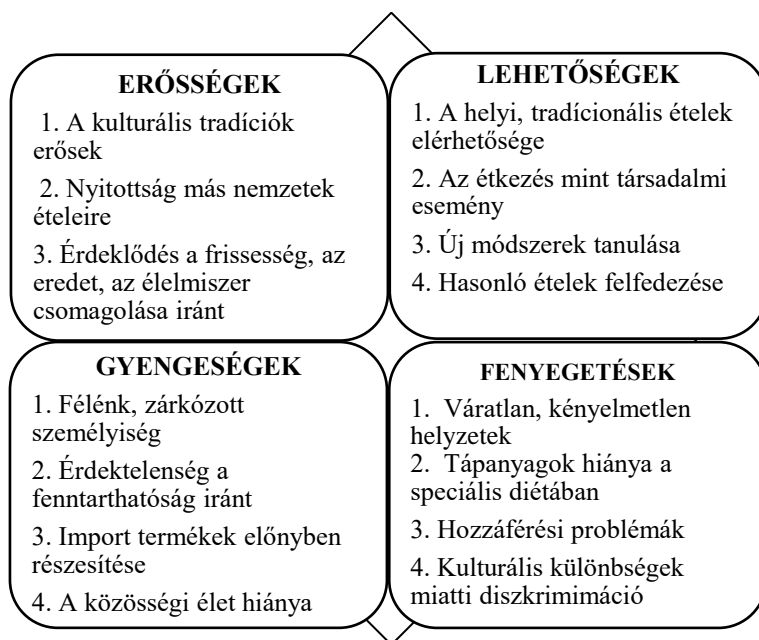 ERŐSSÉGEK
1. A kulturális tradíciók
erősek
2. Nyitottság más nemzetek
ételeire
3. Érdeklődés a frissesség, az
eredet, az élelmiszer
csomagolása iránt
LEHETŐSÉGEK
1. A helyi, tradícionális ételek
elérhetősége
2. Az étkezés mint társadalmi
esemény
3. Új módszerek tanulása
4. Hasonló ételek felfedezése
GYENGESÉGEK
1. Félénk, zárkózott
személyiség
2. Érdektelenség a
fenntarthatóság iránt
3. Import termékek előnyben
részesítése
4. A közösségi élet hiánya
FENYEGETÉSEK
1. Váratlan, kényelmetlen
helyzetek
2. Tápanyagok hiánya a
speciális diétában
3. Hozzáférési problémák
4. Kulturális különbségek
miatti diszkrimimáció